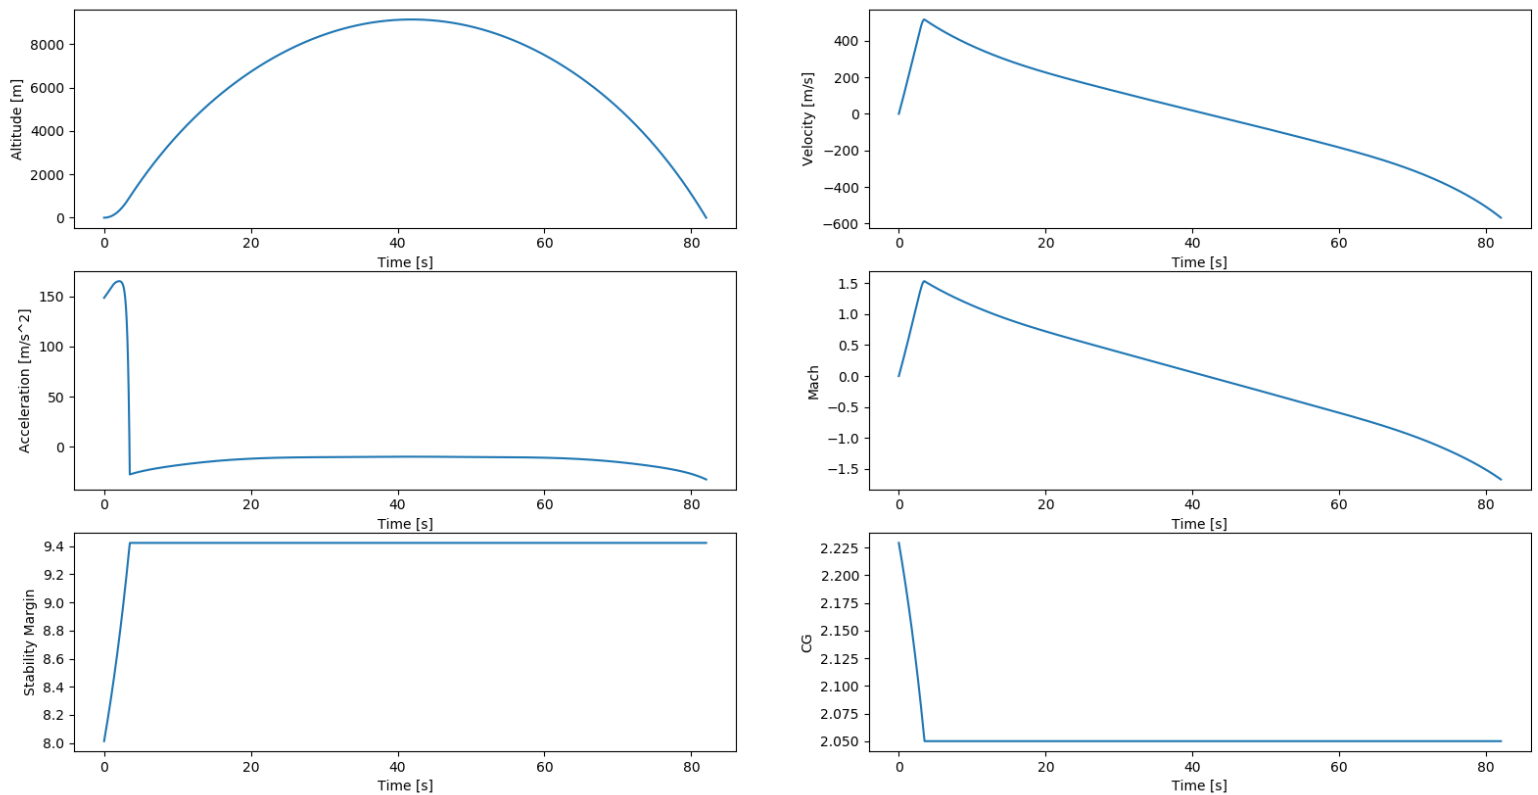 Altitude [m]
8000
6000
4000
2000
0
0 20 40 60 80
Time [s]
Velocity [m/s]
400
200
0
−200
−400
−600
0 20 40 60 80
Time [s]
Acceleration [m/s^2]
150
100
50
0
0 20 40 60 80
Time [s]
Mach
1.5
1.0
0.5
0.0
−0.5
−1.0
−1.5
0 20 40 60 80
Time [s]
Stability Margin
9.4
9.2
9.0
8.8
8.6
8.4
8.2
8.0
0 20 40 60 80
Time [s]
CG
2.225
2.200
2.175
2.150
2.125
2.100
2.075
2.050
0 20 40 60 80
Time [s]